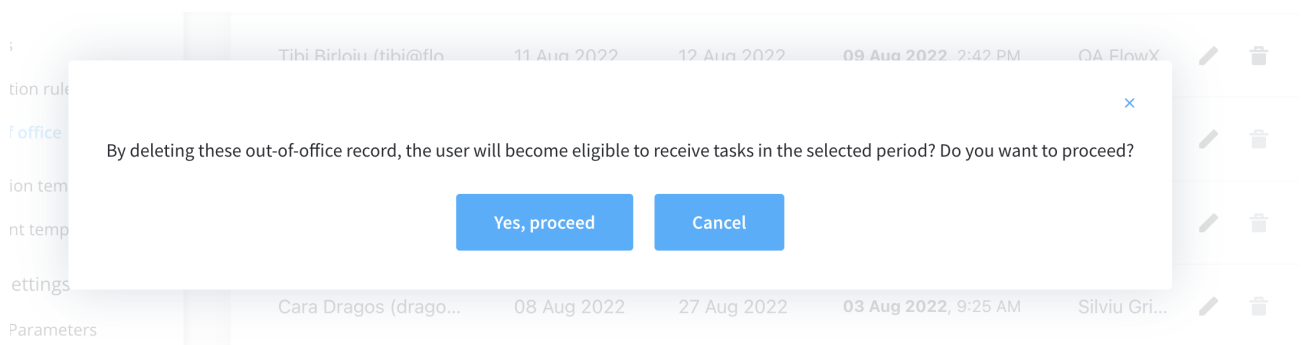 Tibi Birloiu (tibi@flo 11 Aug 2022 12 Aug 2022 09 Aug 2022, 2:42 PM QA FlowX
tion rule
×
office
By deleting these out-of-office record, the user will become eligible to receive tasks in the selected period? Do you want to proceed?
ion tem
Yes, proceed Cancel
nt temp
ettings
Cara Dragos (drago... 08 Aug 2022 27 Aug 2022 03 Aug 2022, 9:25 AM Silviu Gri...
Parameters